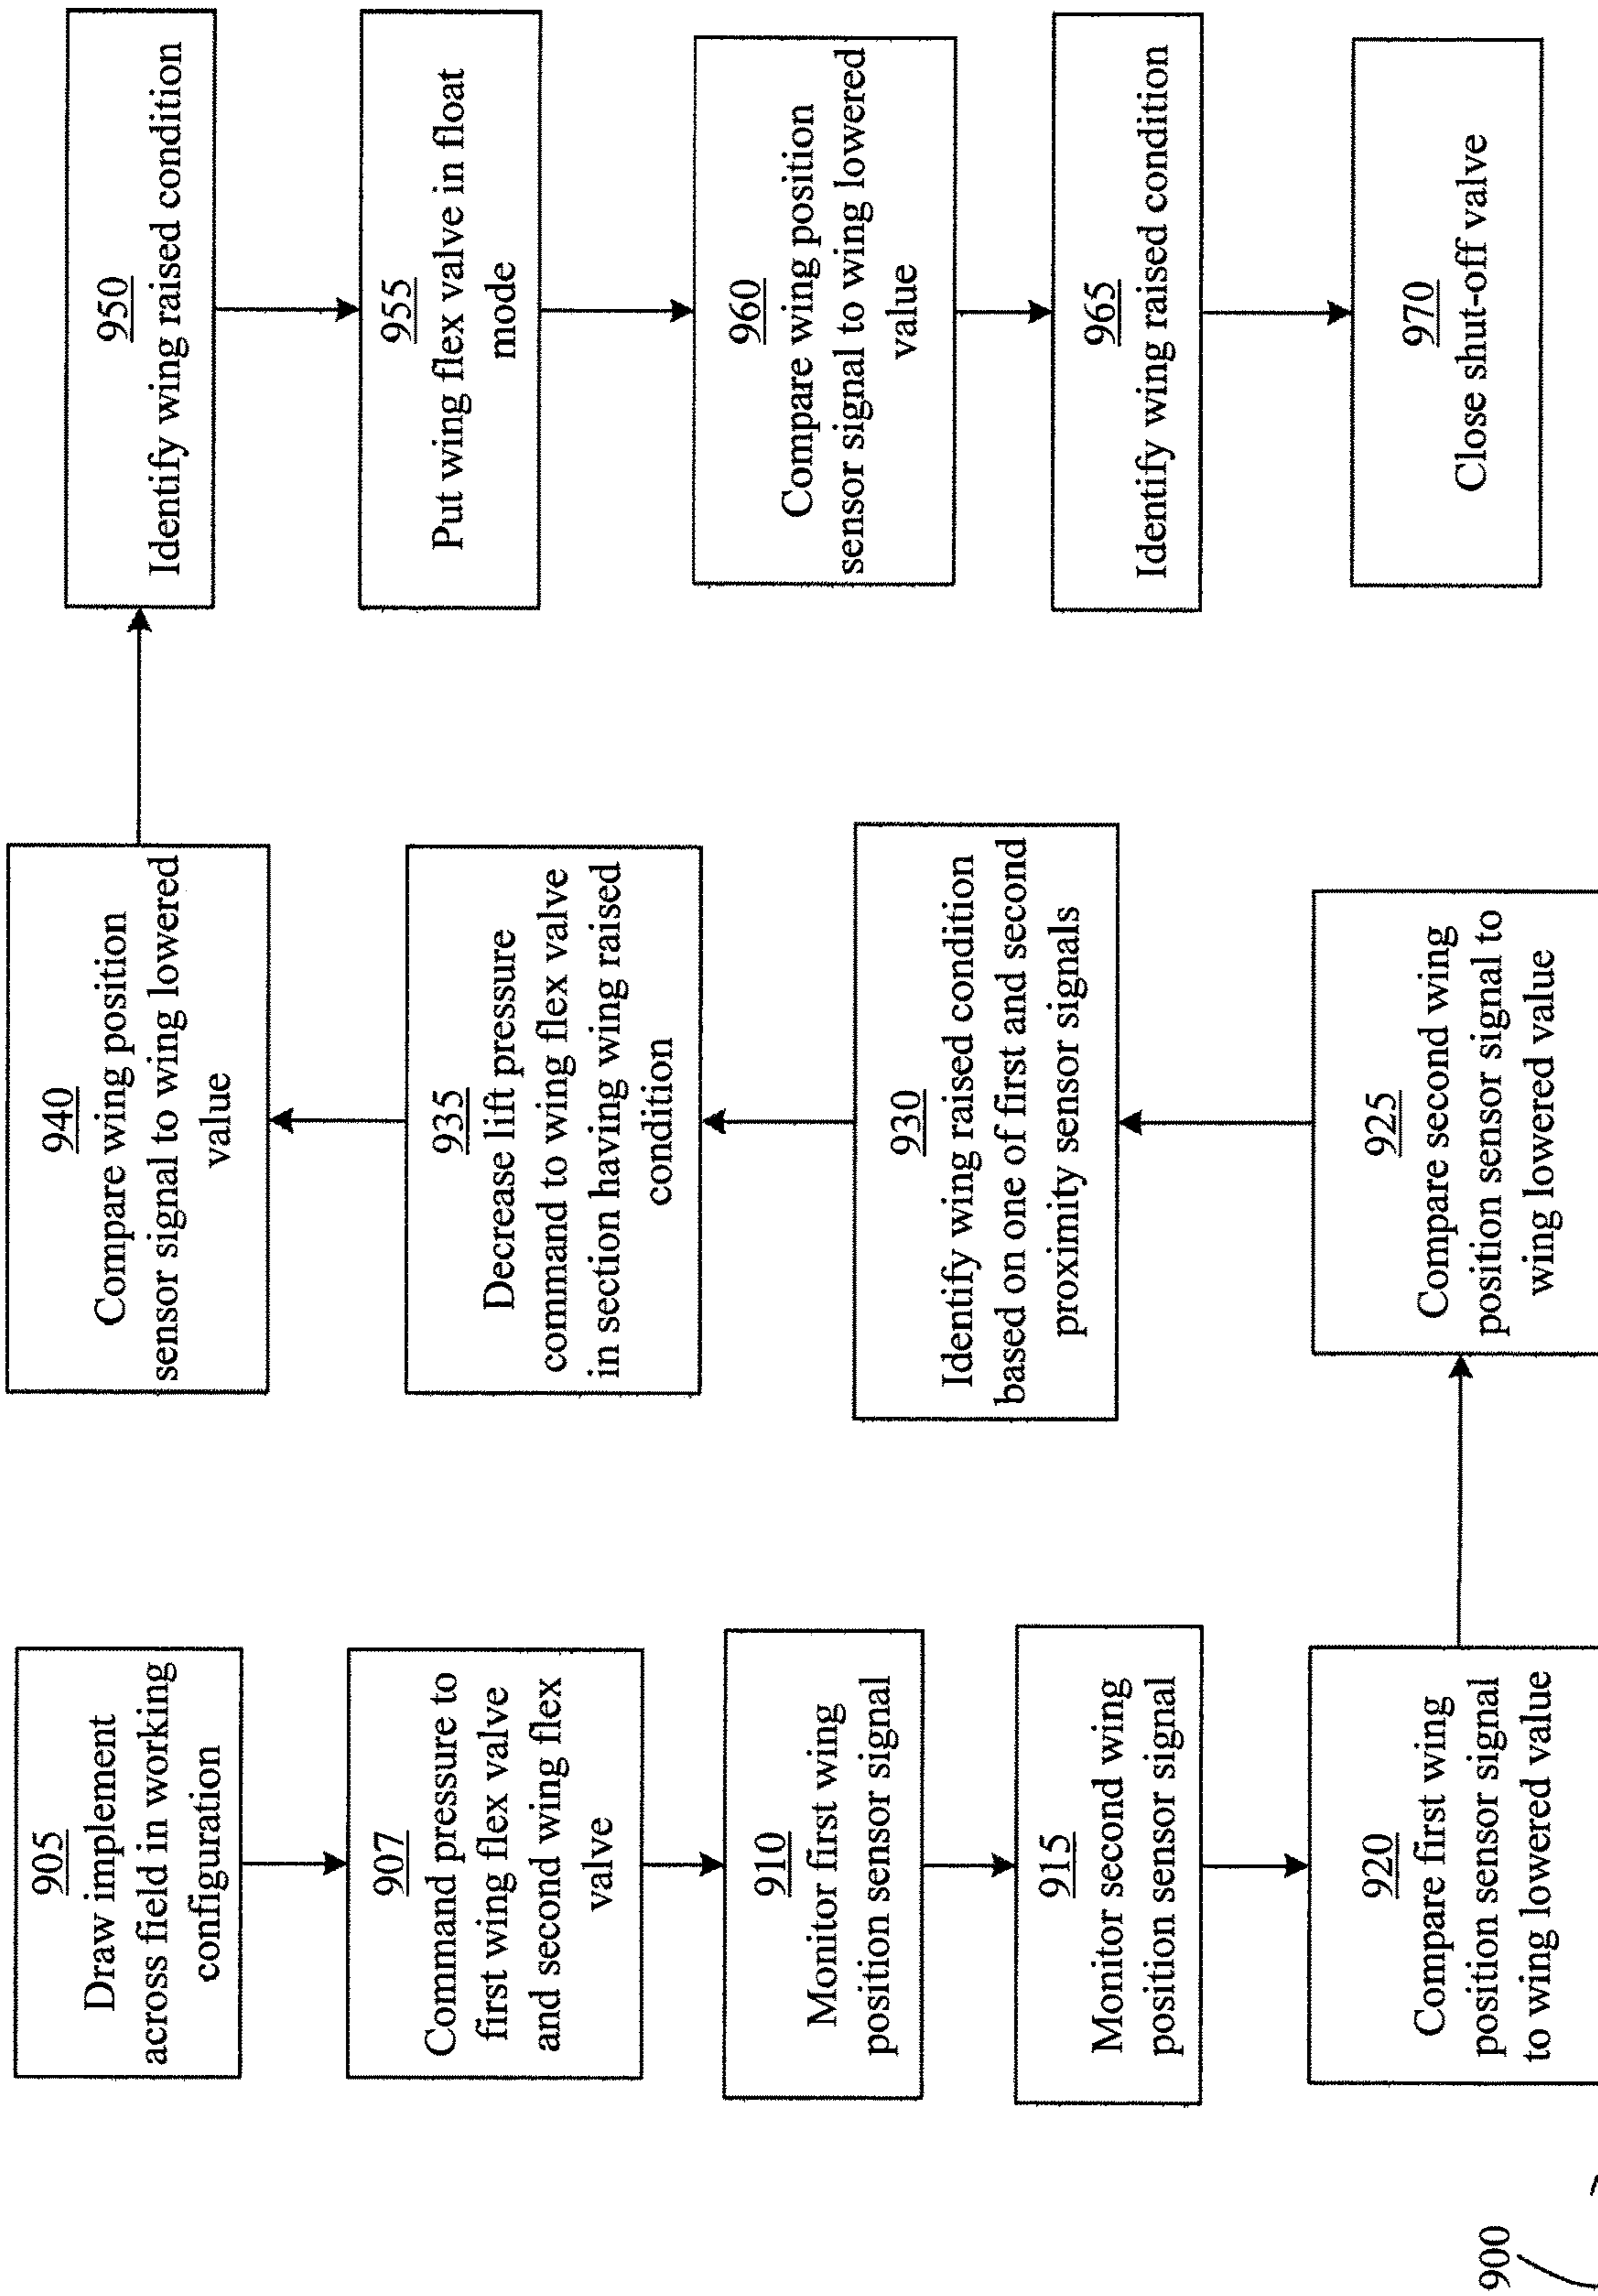 905
Draw implement
across field in working
configuration
907
Command pressure to
first wing flex valve
and second wing flex
valve
910
Monitor first wing
position sensor signal
915
Monitor second wing
position sensor signal
920
Compare first wing
position sensor signal
to wing lowered value
925
Compare second wing
position sensor signal to
wing lowered value
930
Identify wing raised condition
based on one of first and second
proximity sensor signals
935
Decrease lift pressure
command to wing flex valve
in section having wing raised
condition
940
Compare wing position
sensor signal to wing lowered
value
950
Identify wing raised condition
955
Put wing flex valve in float
mode
960
Compare wing position
sensor signal to wing lowered
value
965
Identify wing raised condition
970
Close shut-off valve
900